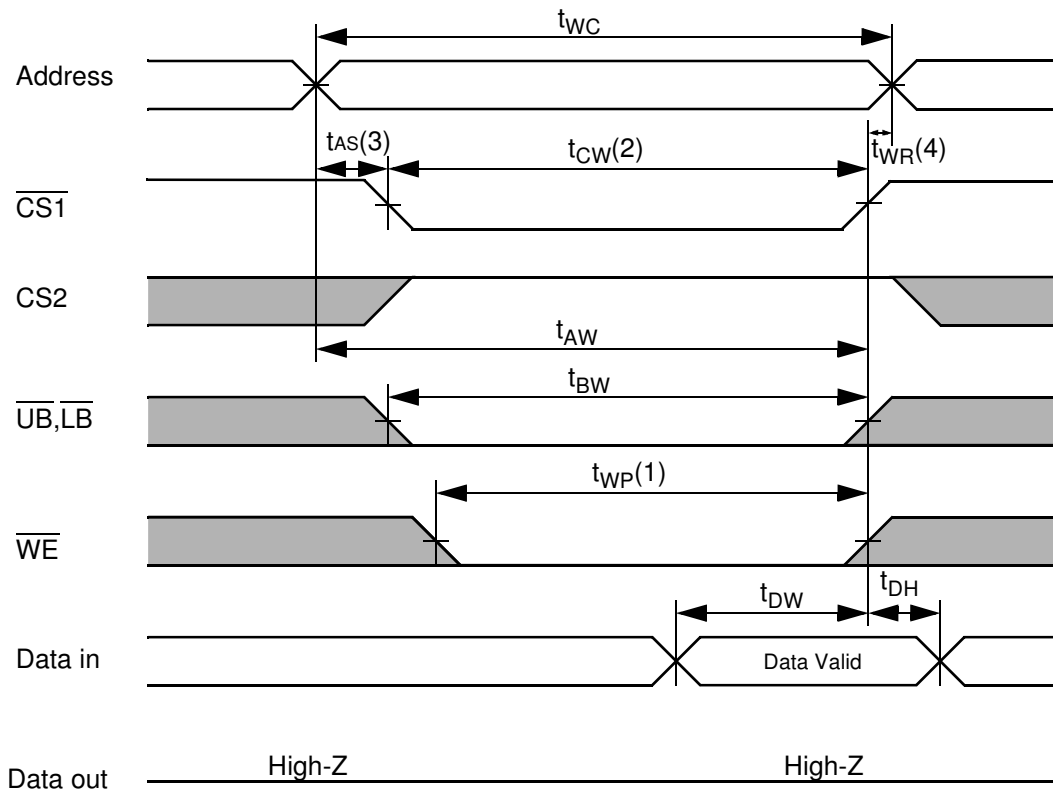 tWC
Address
tAS(3)
tCW(2)
tWR(4)
CS1
CS2
tAW
tBW
UB,LB
tWP(1)
WE
tDW
tDH
Data in
Data Valid
High-Z
High-Z
Data out